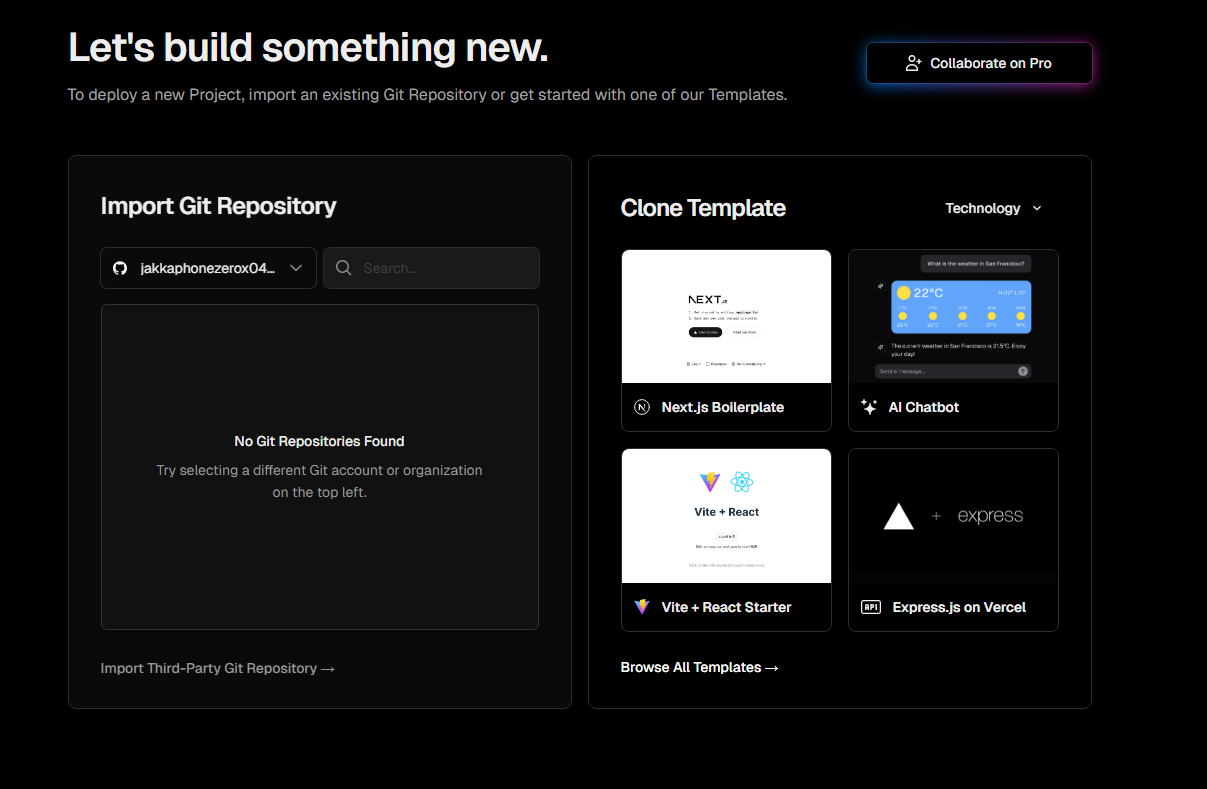 Let's build something new.
Collaborate on Pro
To deploy a new Project, import an existing Git Repository or get started with one of our Templates.
Import Git Repository
jakkaphonezerox04...
Search...
No Git Repositories Found
Try selecting a different Git account or organization
on the top left.
Import Third-Party Git Repository →
Clone Template
Technology
NEXT.js
Next.js Boilerplate
What is the weather in San Francisco?
22°C
The current weather in San Francisco is 21.5°C. Enjoy
your day!
Send a message...
AI Chatbot
Vite + React
count is 0
Vite + React Starter
+ express
API
Express.js on Vercel
Browse All Templates →